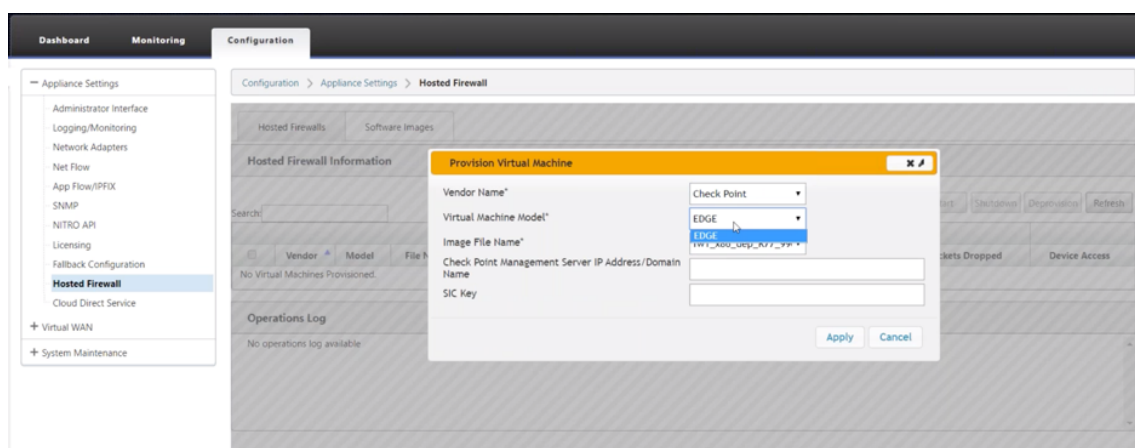 Dashboard Monitoring Configuration
Appliance Settings
Configuration > Appliance Settings > Hosted Firewall
Administrator Interface
Logging/Monitoring
Network Adapters
Net Flow
App Flow/IPFIX
SNMP
NITRO API
Licensing
Fallback Configuration
Hosted Firewall
Cloud Direct Service
+ Virtual WAN
+ System Maintenance
Hosted Firewalls Software Images
Hosted Firewall Information
Search:
Shutdown Deprovision Refresh
Vendor Model File
Dropped Device Access
No Virtual Machines Provisioned.
Operations Log
No operations log available
Provision Virtual Machine
Vendor Name* Check Point
Virtual Machine Model* EDGE
EDGE
Image File Name*
Check Point Management Server IP Address/Domain
Name
SIC Key
Apply Cancel